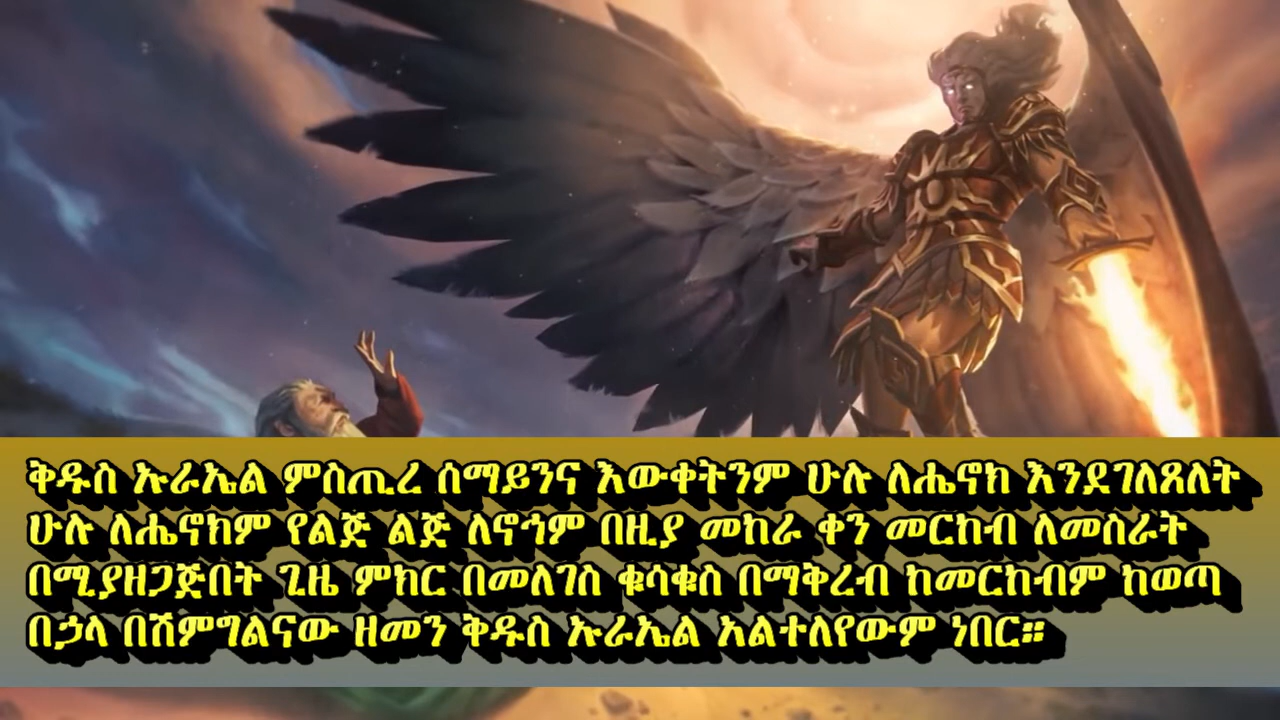 ቅዱስ ኡራኤል ምስጢረ ሰማይንና እውቀትንም ሁሉ ለሔኖክ እንደገለጸለት
ሁሉ ለሔኖክም የልጅ ልጅ ለኖኅም በዚያ መከራ ቀን መርከብ ለመስራት
በሚያዘጋጅበት ጊዜ ምክር በመለገስ ቁሳቁስ በማቅረብ ከመርከብም ከወጣ
በኃላ በሽምግልናው ዘመን ቅዱስ ኡራኤል አልተለየውም ነበር።